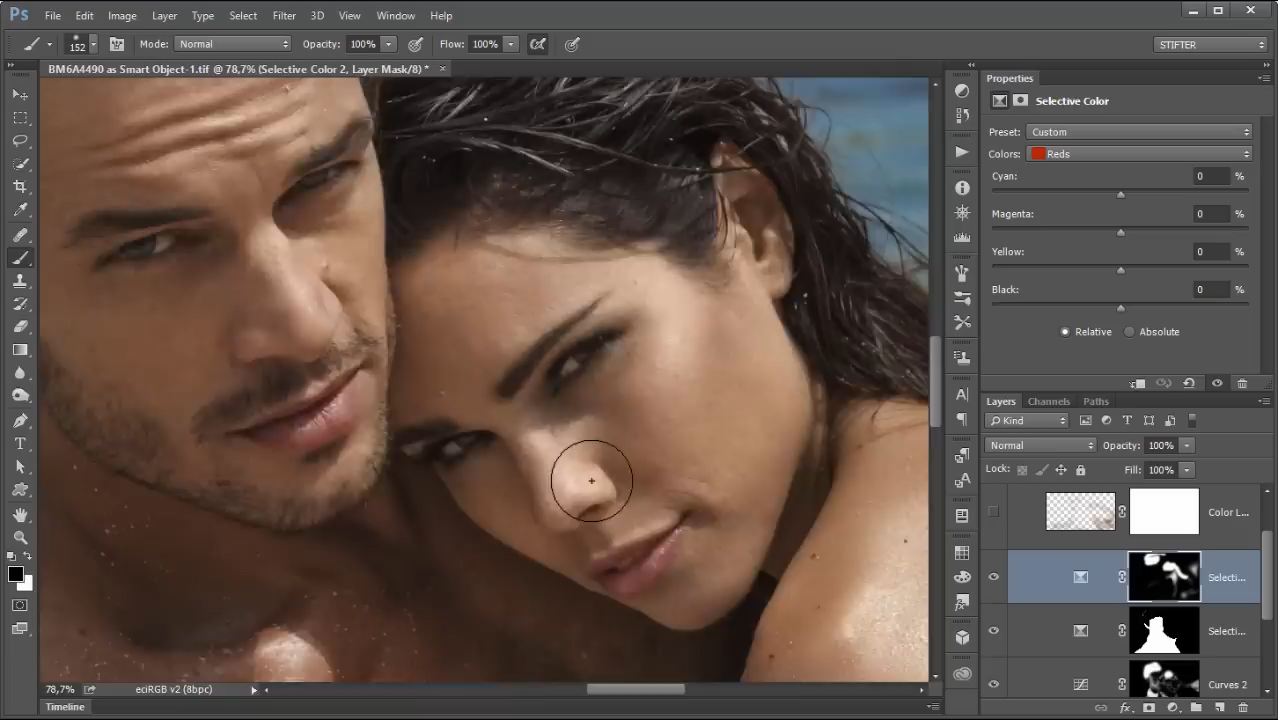 Ps File Edit Image Layer Type Select Filter 3D View Window Help
152 Mode: Normal Opacity: 100% Flow: 100% STIFTER
BM6A4490 as Smart Object-1.tif @ 78,7% (Selective Color 2, Layer Mask/8) * ×
Properties
Selective Color
Preset: Custom
Colors: Reds
Cyan: 0 %
Magenta: 0 %
Yellow: 0 %
Black: 0 %
Relative Absolute
Layers Channels Paths
Kind
Normal Opacity: 100%
Lock: Fill: 100%
Color L...
Selecti...
Selecti...
Curves 2
78,7% eciRGB v2 (8bpc)
Timeline